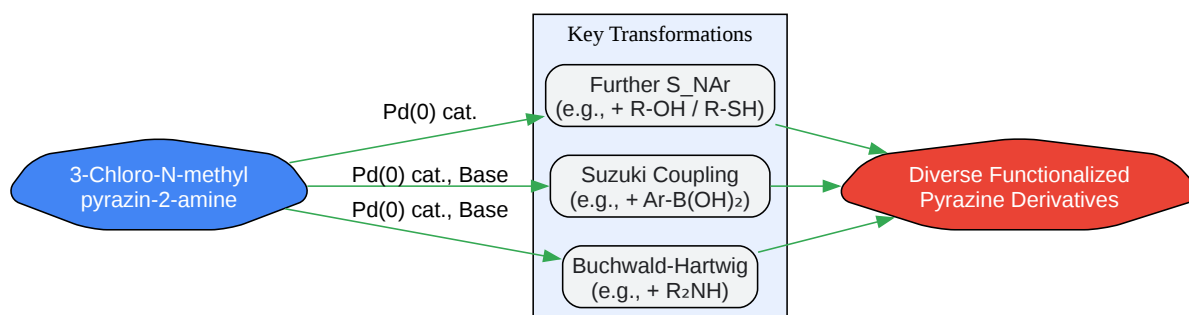 Key Transformations
3-Chloro-N-methyl
pyrazin-2-amine
Pd(0) cat.
Pd(0) cat., Base
Pd(0) cat., Base
Further S_NAr
(e.g., + R-OH / R-SH)
Suzuki Coupling
(e.g., + Ar-B(OH)₂)
Buchwald-Hartwig
(e.g., + R₂NH)
Diverse Functionalized
Pyrazine Derivatives